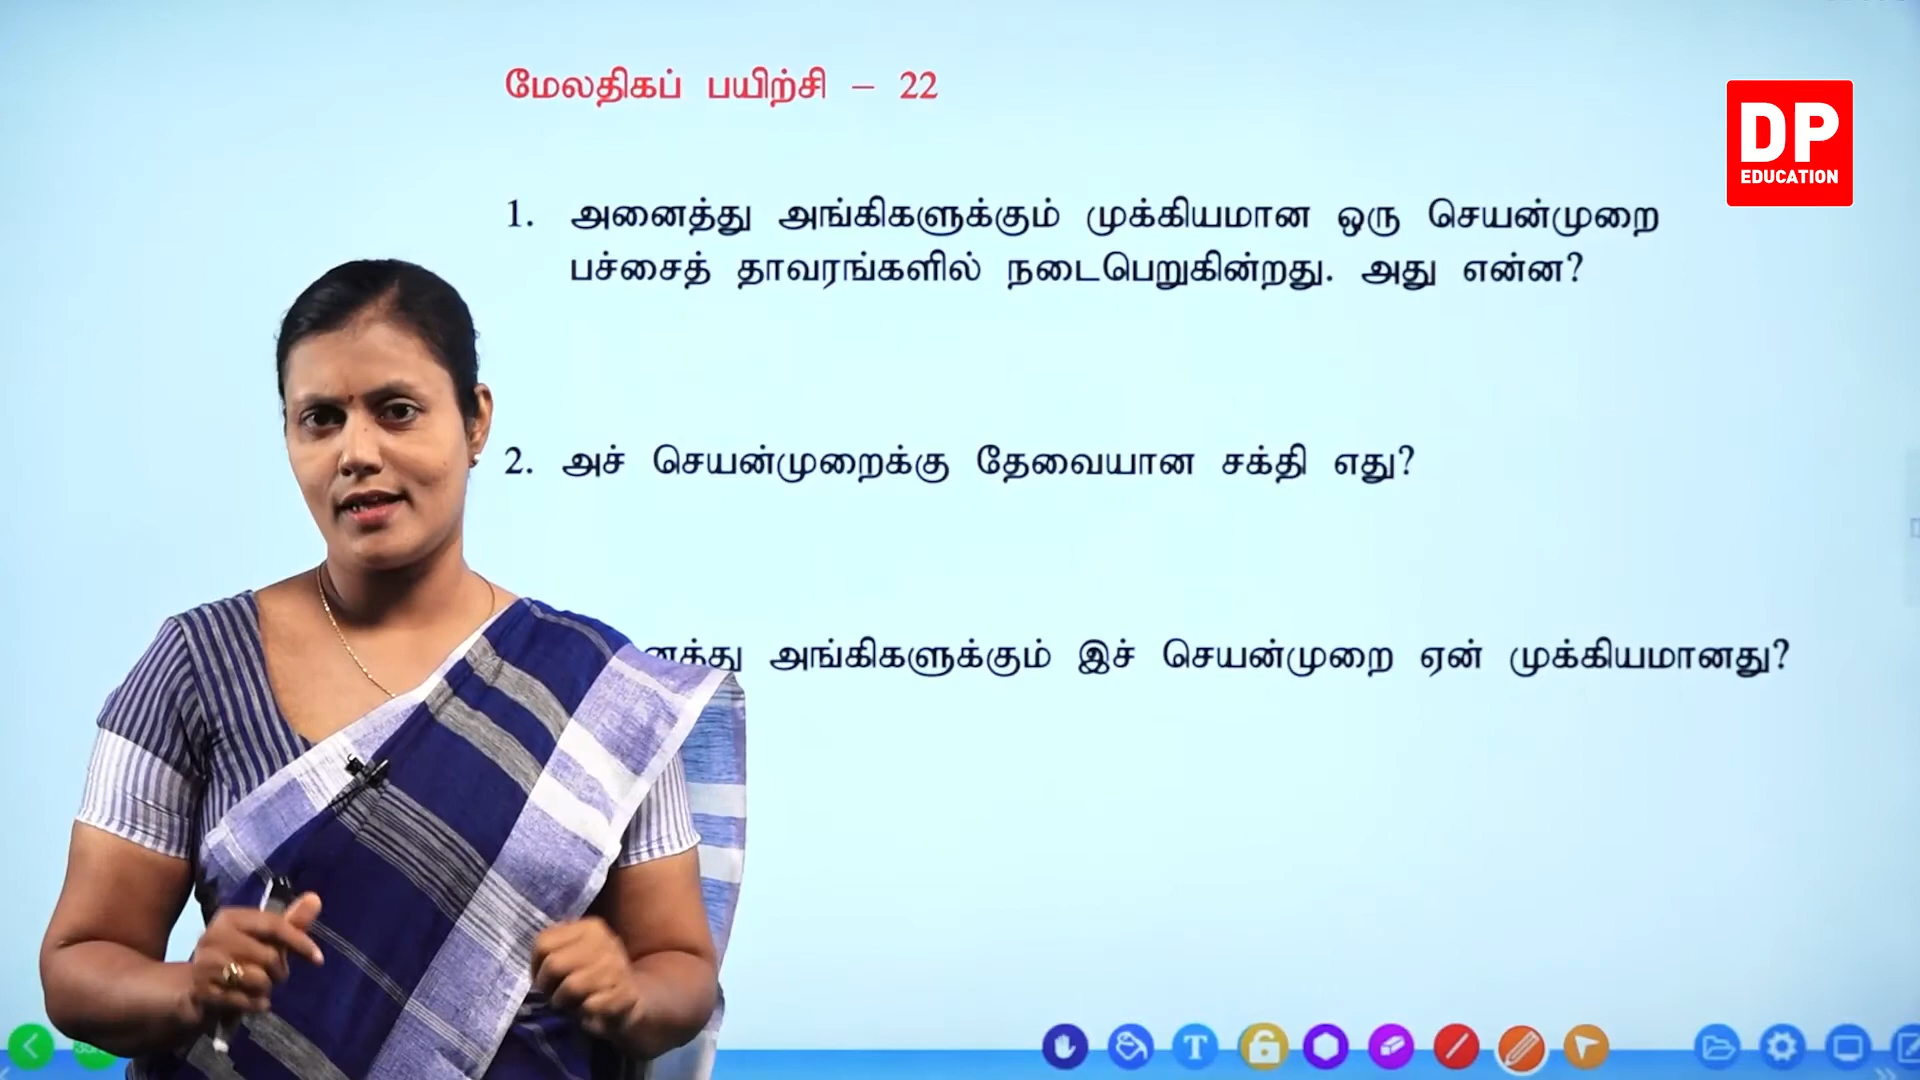 மேலதிகப் பயிற்சி – 22
DP
EDUCATION
1. அனைத்து அங்கிகளுக்கும் முக்கியமான ஒரு செயன்முறை
பச்சைத் தாவரங்களில் நடைபெறுகின்றது. அது என்ன?
2. அச் செயன்முறைக்கு தேவையான சக்தி எது?
அங்கிகளுக்கும் இச் செயன்முறை ஏன் முக்கியமானது?